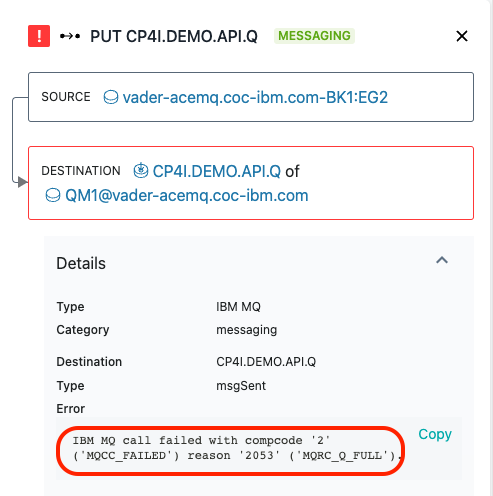 ! PUT CP4I.DEMO.API.Q MESSAGING
SOURCE vader-acemq.coc-ibm.com-BK1:EG2
DESTINATION CP4I.DEMO.API.Q of
QM1@vader-acemq.coc-ibm.com
Details
Type IBM MQ
Category messaging
Destination CP4I.DEMO.API.Q
Type msgSent
Error
Copy
IBM MQ call failed with compcode '2'
('MQCC_FAILED') reason '2053' ('MQRC_Q_FULL').